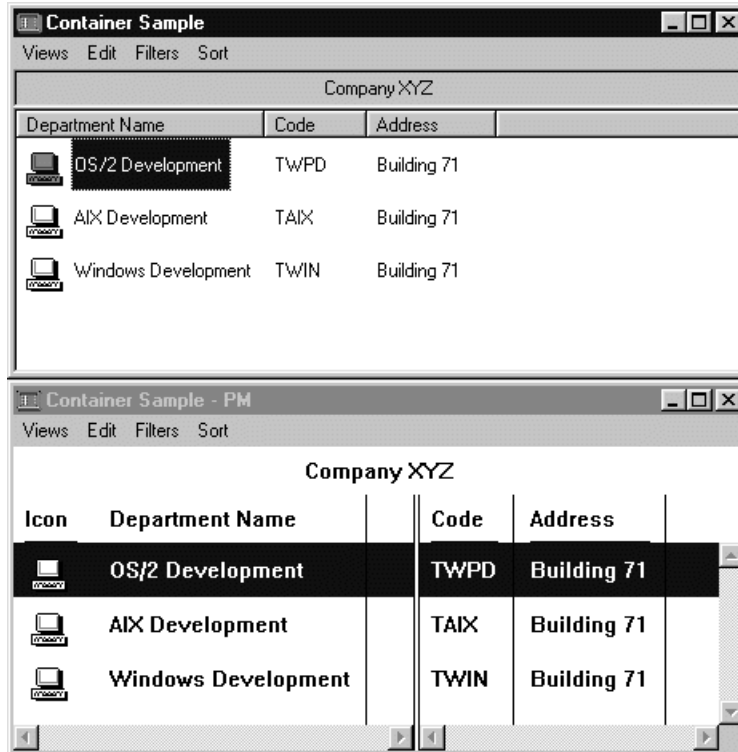 Container Sample
Views Edit Filters Sort
Company XYZ
Department Name Code Address
OS/2 Development TWPD Building 71
AIX Development TAIX Building 71
Windows Development TWIN Building 71
Container Sample - PM
Views Edit Filters Sort
Company XYZ
Icon Department Name Code Address
OS/2 Development TWPD Building 71
AIX Development TAIX Building 71
Windows Development TWIN Building 71